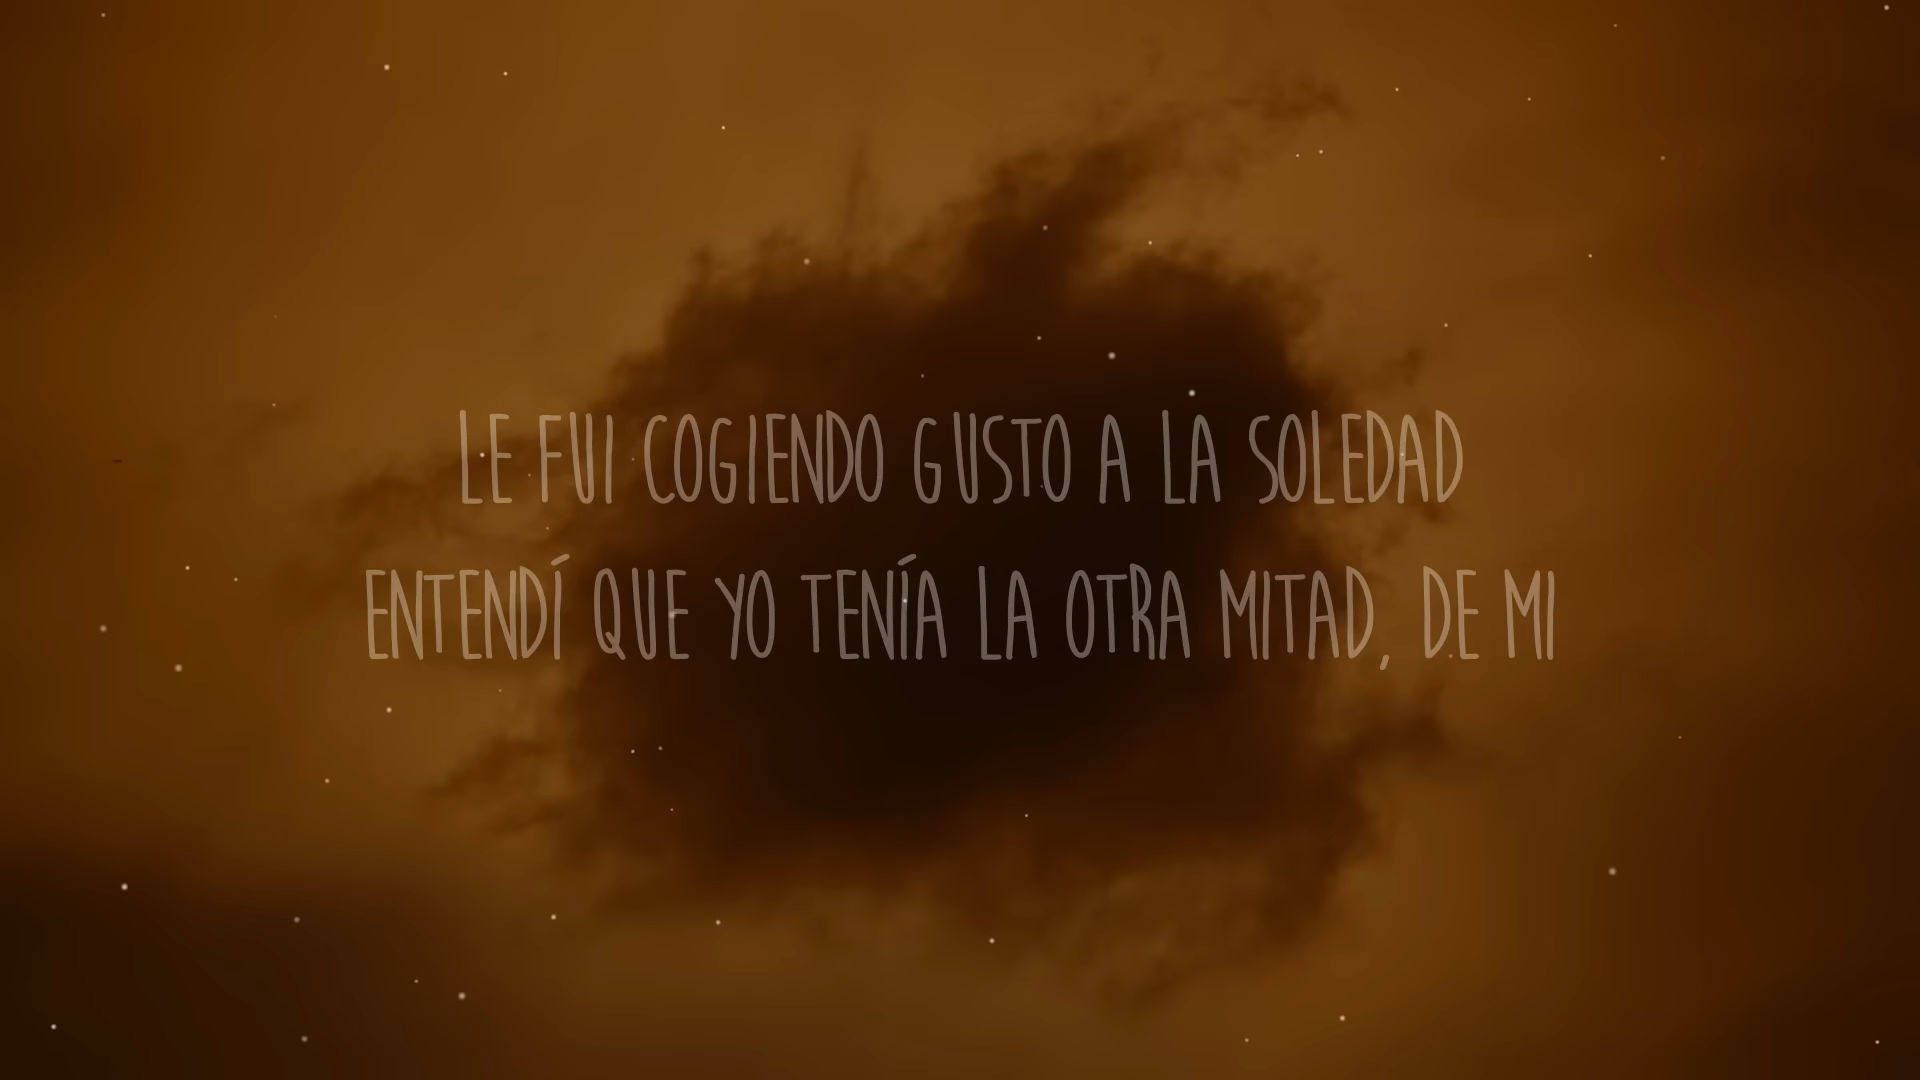 LE FUI COGIENDO GUSTO A LA SOLEDAD
ENTENDÍ QUE YO TENÍA LA OTRA MITAD, DE MI